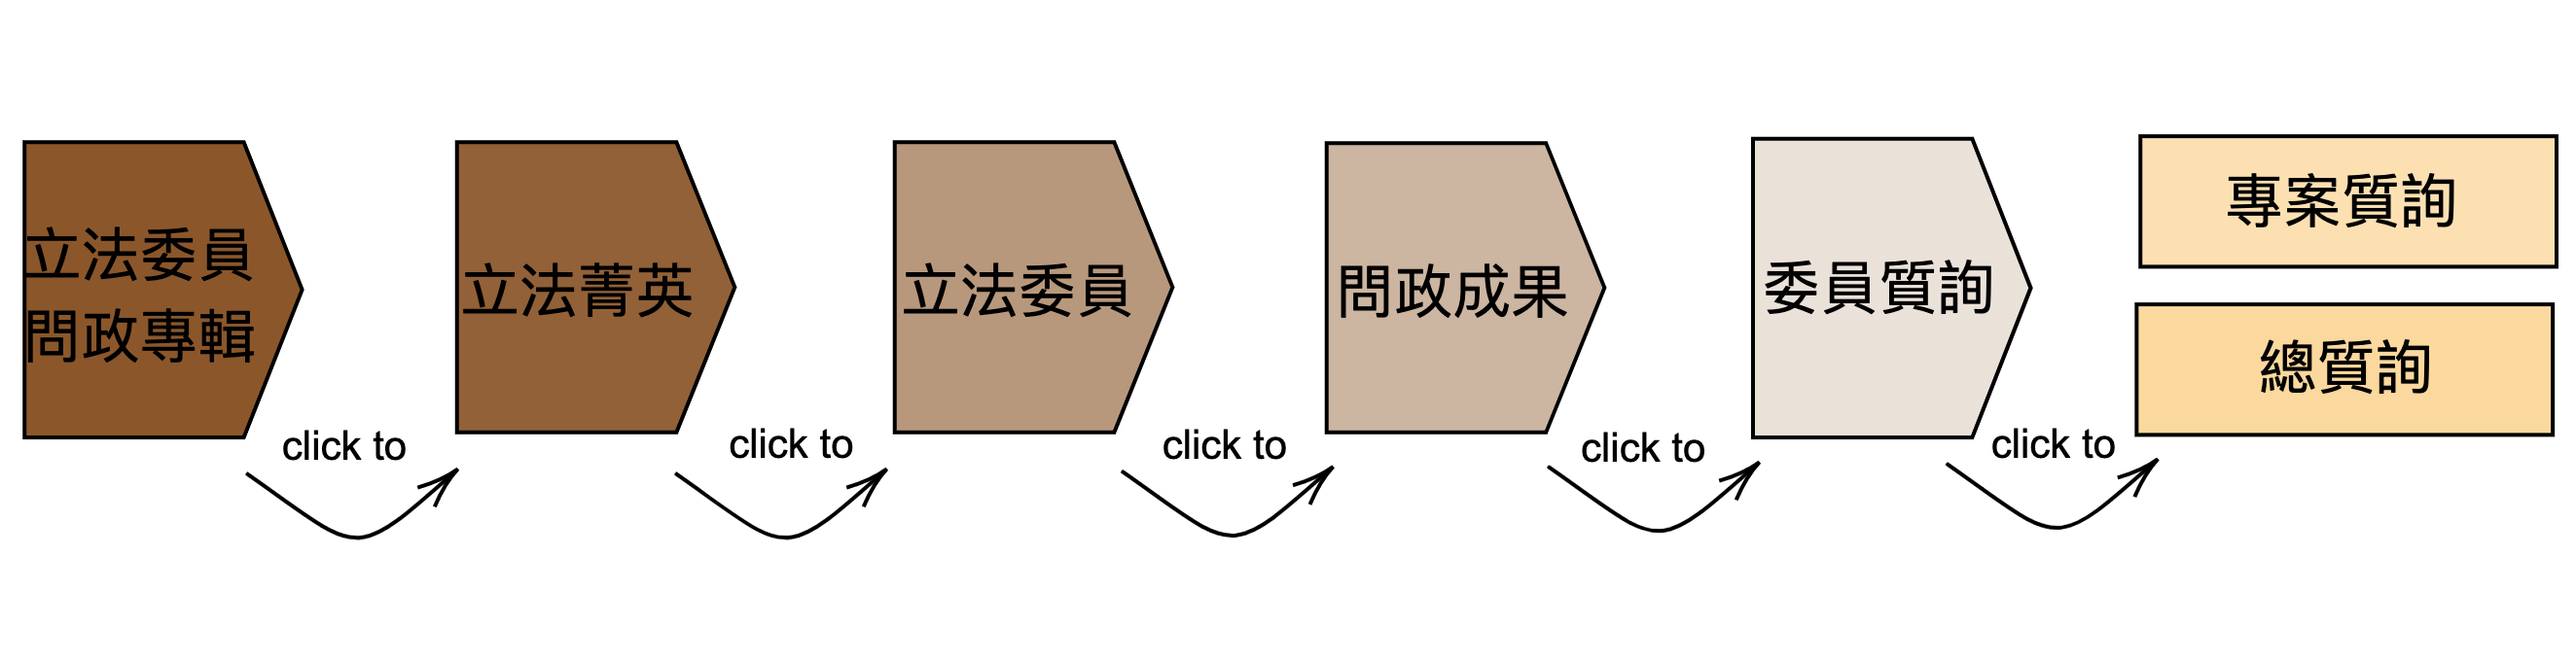 立法委員
問政專輯
click to
立法菁英
click to
立法委員
click to
問政成果
click to
委員質詢
click to
專案質詢
總質詢